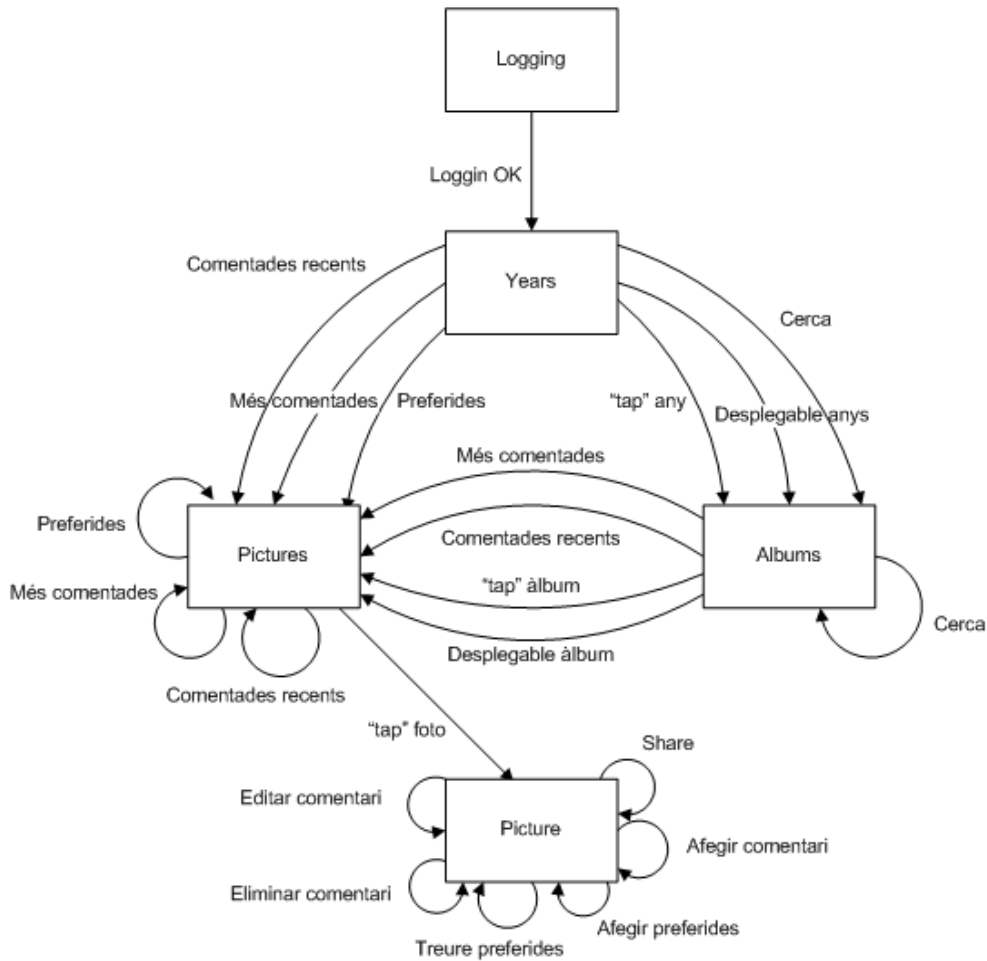 Logging
Loggin OK
Years
Comentades recents
Cerca
Més comentades
Preferides
“tap” any
Desplegable anys
Més comentades
Preferides
Pictures
Comentades recents
Albums
“tap” àlbum
Més comentades
Cerca
Desplegable àlbum
Comentades recents
“tap” foto
Share
Editar comentari
Picture
Afegir comentari
Eliminar comentari
Afegir preferides
Treure preferides